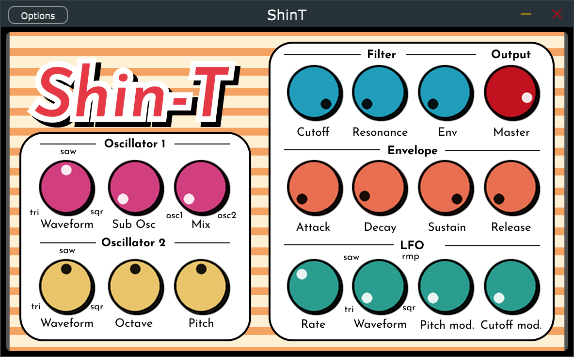 Options
ShinT
Shin-T
Oscillator 1
saw
tri
sqr
osc1
osc2
Waveform
Sub Osc
Mix
Oscillator 2
saw
tri
sqr
Waveform
Octave
Pitch
Filter
Output
Cutoff
Resonance
Env
Master
Envelope
Attack
Decay
Sustain
Release
LFO
saw
rmp
tri
sqr
Rate
Waveform
Pitch mod.
Cutoff mod.